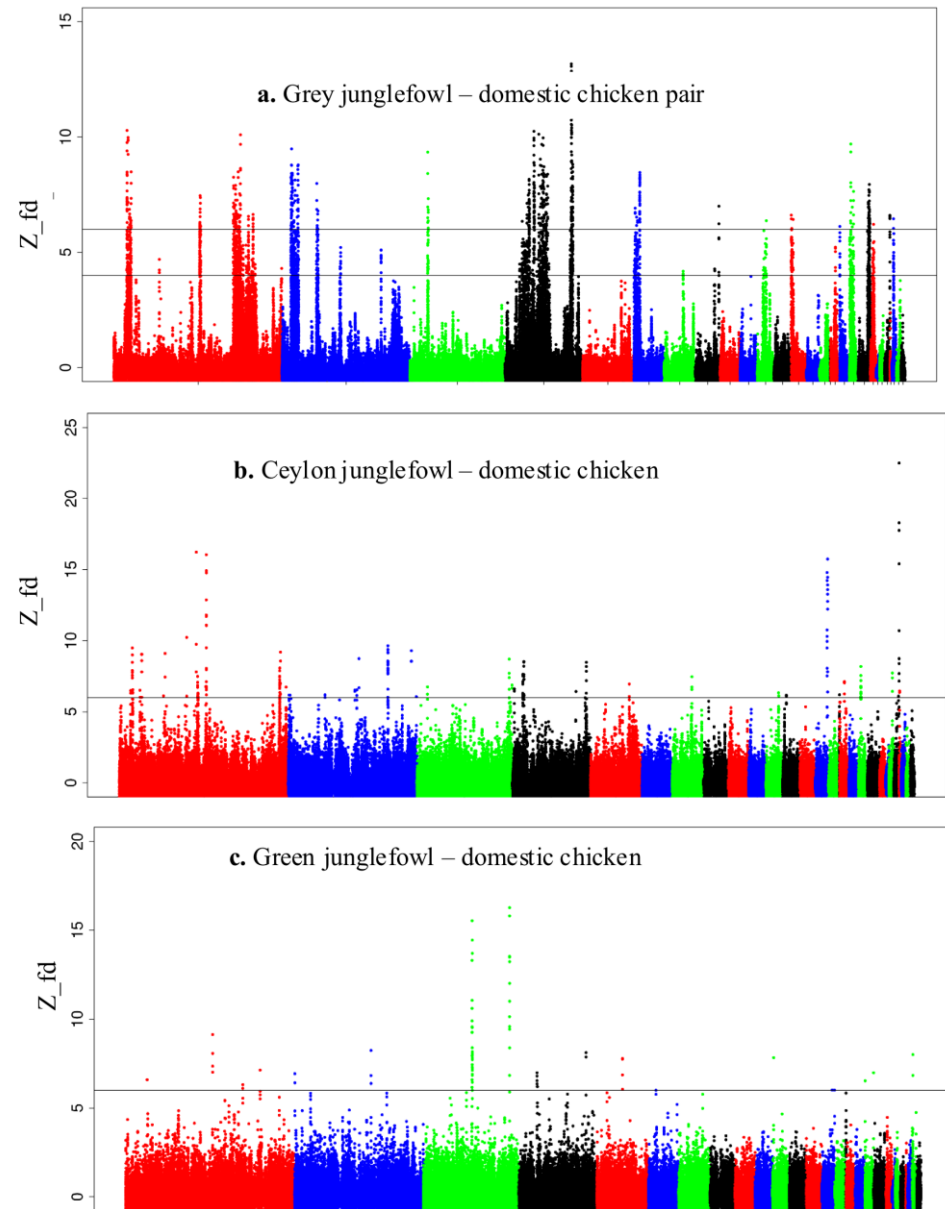 15
a. Grey junglefowl – domestic chicken pair
10
Z_fd
5
0
25
b. Ceylon junglefowl – domestic chicken
20
15
Z_fd
10
5
0
20
c. Green junglefowl – domestic chicken
15
Z_fd
10
5
0